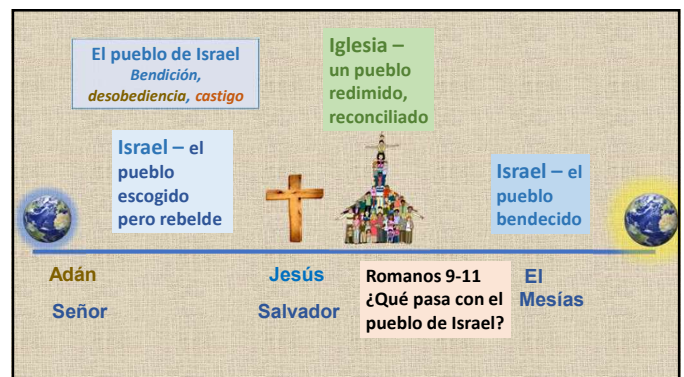 El pueblo de Israel
Bendición,
desobediencia, castigo
Iglesia –
un pueblo
redimido,
reconciliado
Israel – el
pueblo
escogido
pero rebelde
Israel – el
pueblo
bendecido
Adán
Señor
Jesús
Salvador
Romanos 9-11
¿Qué pasa con el
pueblo de Israel?
El
Mesías